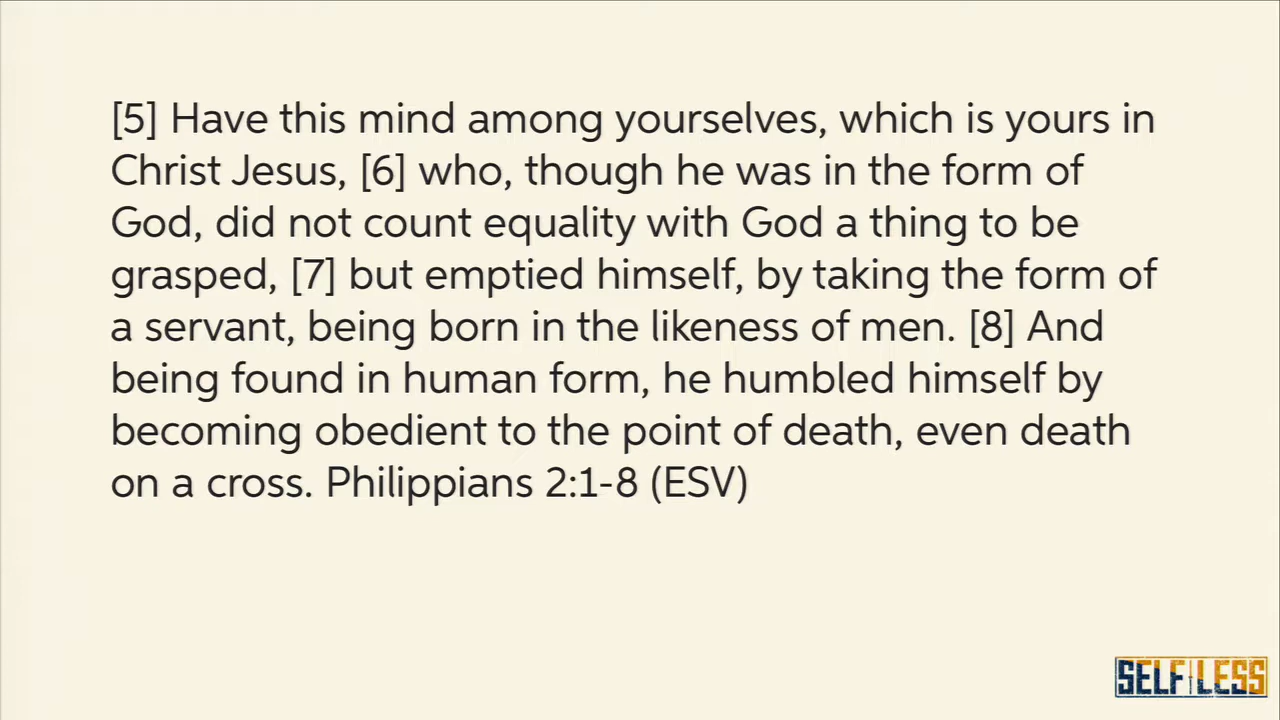 [5] Have this mind among yourselves, which is yours in
Christ Jesus, [6] who, though he was in the form of
God, did not count equality with God a thing to be
grasped, [7] but emptied himself, by taking the form of
a servant, being born in the likeness of men. [8] And
being found in human form, he humbled himself by
becoming obedient to the point of death, even death
on a cross. Philippians 2:1-8 (ESV)
SELFLESS